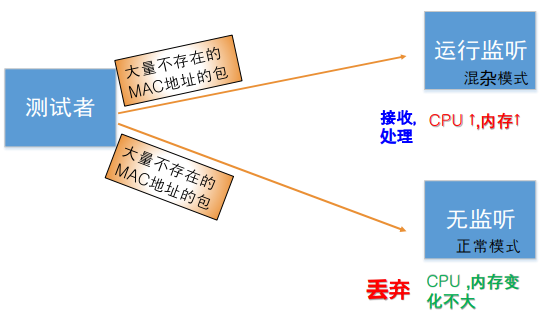 测试者
大量不存在的
MAC地址的包
大量不存在的
MAC地址的包
运行监听
混杂模式
接收,
处理
CPU↑,内存↑
无监听
正常模式
丢弃
CPU ,内存变
化不大